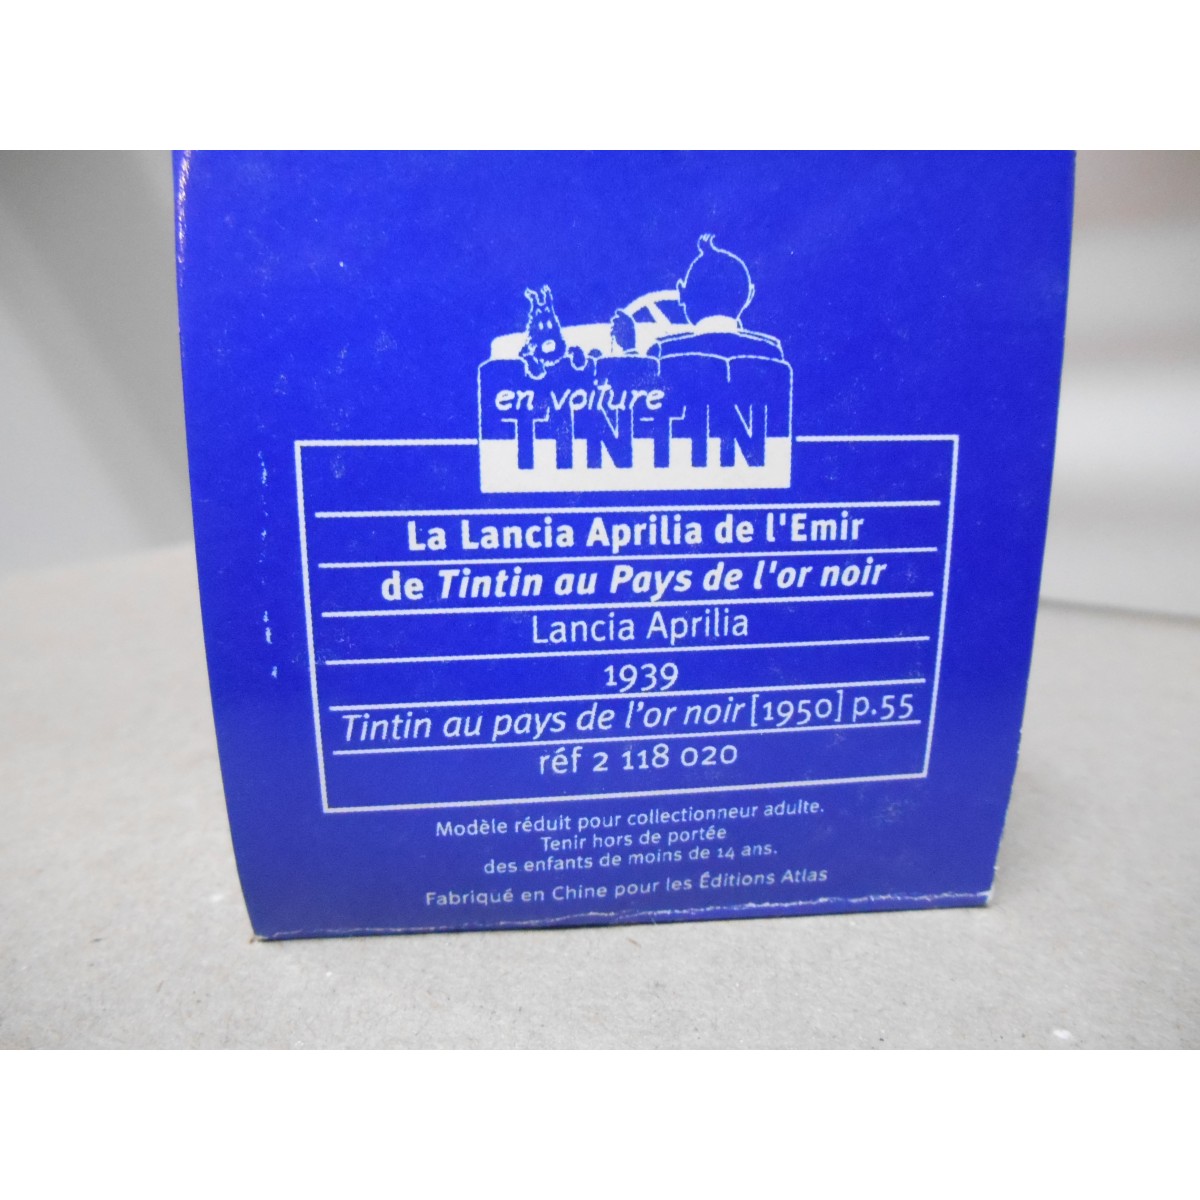 en voiture
TINTIN
La Lancia Aprilia de l'Emir
de Tintin au Pays de l'or noir
Lancia Aprilia
1939
Tintin au pays de l'or noir [1950] p.55
réf 2 118 020
Modèle réduit pour collectionneur adulte.
Tenir hors de portée
des enfants de moins de 14 ans.
Fabriqué en Chine pour les Éditions Atlas